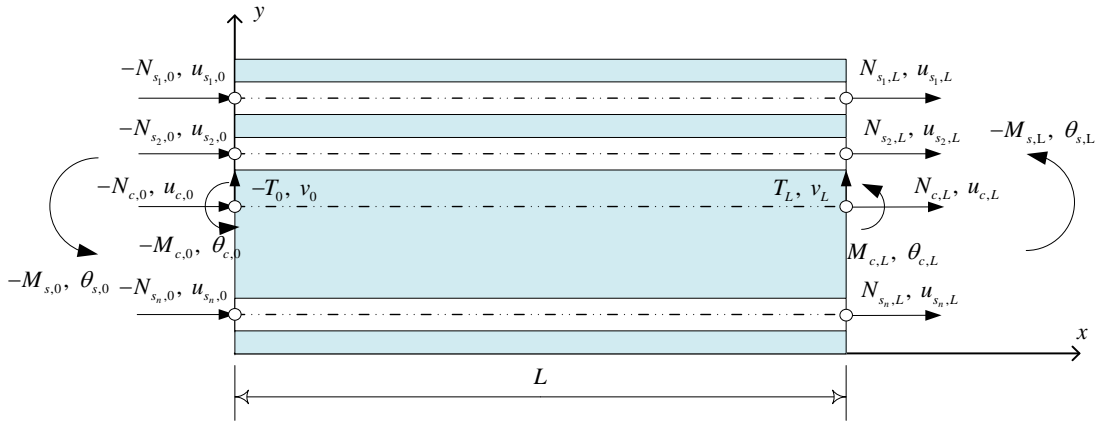 y
−N_{s_1,0}, u_{s_1,0} N_{s_1,L}, u_{s_1,L}
−N_{s_2,0}, u_{s_2,0} N_{s_2,L}, u_{s_2,L} −M_{s,L}, θ_{s,L}
−N_{c,0}, u_{c,0} −T_0, v_0 T_L, v_L N_{c,L}, u_{c,L}
−M_{c,0}, θ_{c,0} M_{c,L}, θ_{c,L}
−M_{s,0}, θ_{s,0} −N_{s_n,0}, u_{s_n,0} N_{s_n,L}, u_{s_n,L}
x
L